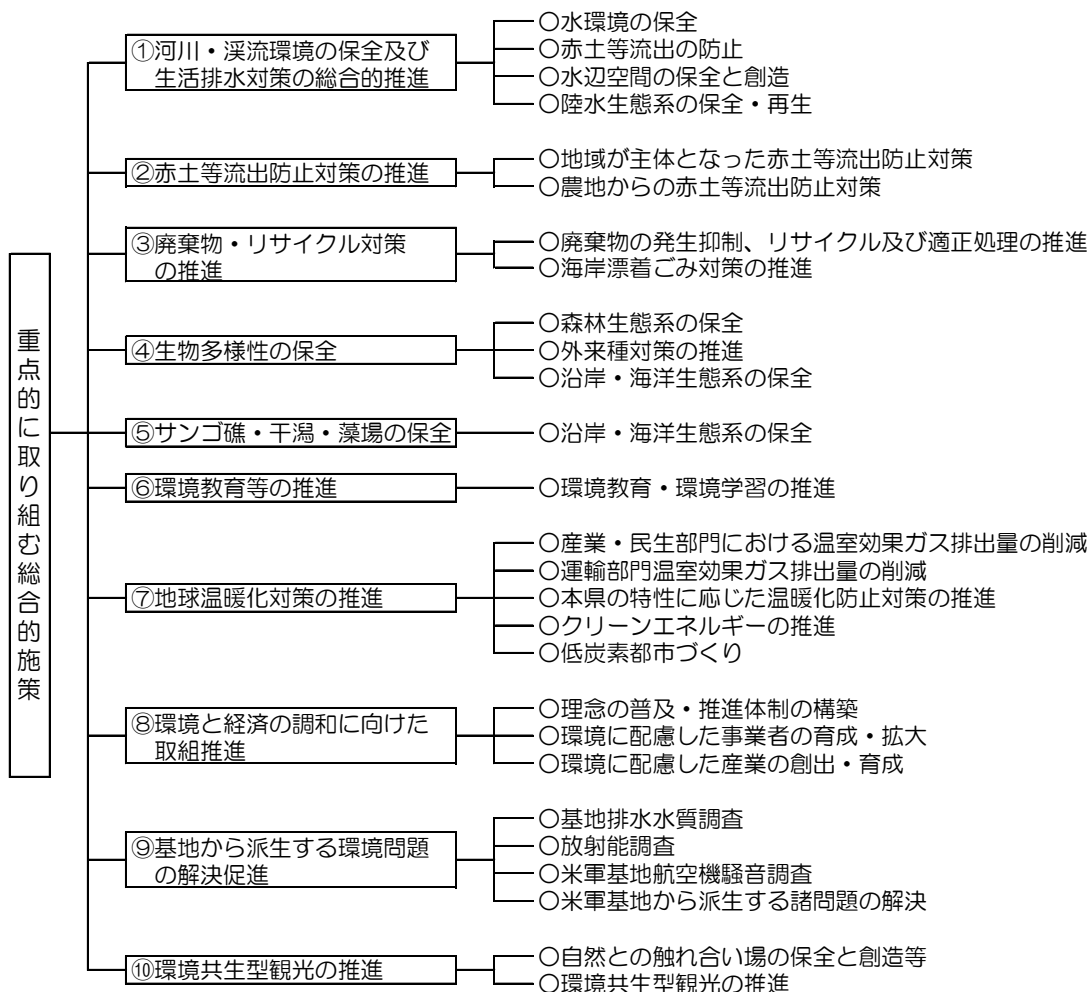 重点的に取り組む総合的施策
①河川・渓流環境の保全及び
生活排水対策の総合的推進
○水環境の保全
○赤土等流出の防止
○水辺空間の保全と創造
○陸水生態系の保全・再生
②赤土等流出防止対策の推進
○地域が主体となった赤土等流出防止対策
○農地からの赤土等流出防止対策
③廃棄物・リサイクル対策
の推進
○廃棄物の発生抑制、リサイクル及び適正処理の推進
○海岸漂着ごみ対策の推進
④生物多様性の保全
○森林生態系の保全
○外来種対策の推進
○沿岸・海洋生態系の保全
⑤サンゴ礁・干潟・藻場の保全
○沿岸・海洋生態系の保全
⑥環境教育等の推進
○環境教育・環境学習の推進
⑦地球温暖化対策の推進
○産業・民生部門における温室効果ガス排出量の削減
○運輸部門温室効果ガス排出量の削減
○本県の特性に応じた温暖化防止対策の推進
○クリーンエネルギーの推進
○低炭素都市づくり
⑧環境と経済の調和に向けた
取組推進
○理念の普及・推進体制の構築
○環境に配慮した事業者の育成・拡大
○環境に配慮した産業の創出・育成
⑨基地から派生する環境問題
の解決促進
○基地排水水質調査
○放射能調査
○米軍基地航空機騒音調査
○米軍基地から派生する諸問題の解決
⑩環境共生型観光の推進
○自然との触れ合い場の保全と創造等
○環境共生型観光の推進